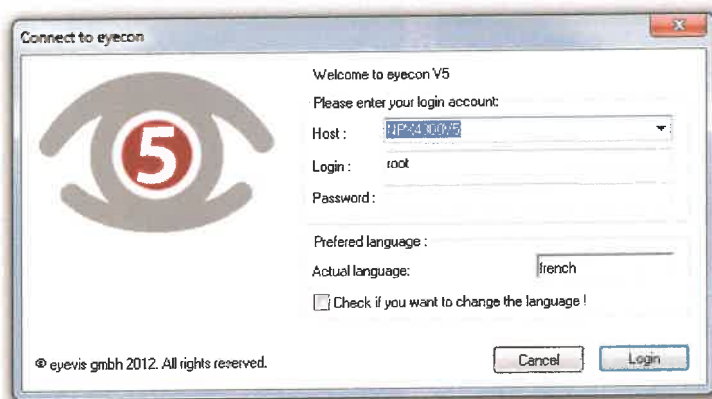 Connect to eyecon
5
Welcome to eyecon V5
Please enter your login account:
Host :
Login : root
Password :
Prefered language :
Actual language: french
Check if you want to change the language !
© eyevis gmbh 2012. All rights reserved.
Cancel Login